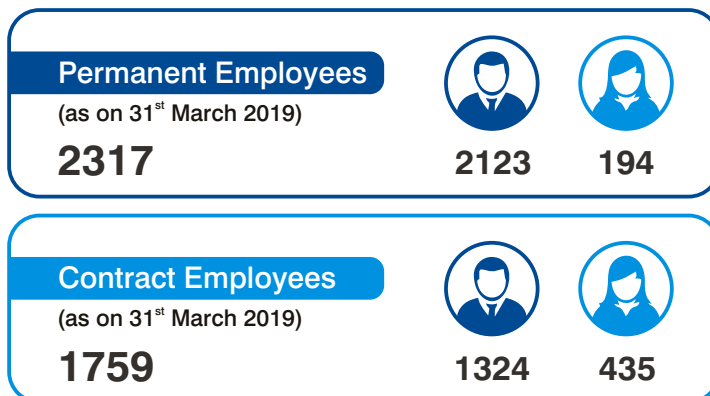 Permanent Employees
(as on 31st March 2019)
2317
2123
194
Contract Employees
(as on 31st March 2019)
1759
1324
435